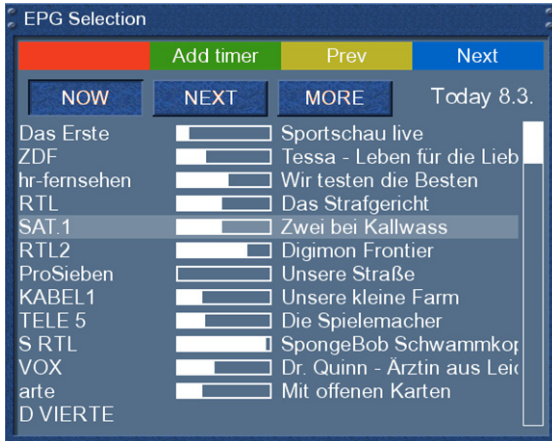 EPG Selection
Add timer Prev Next
NOW NEXT MORE Today 8.3.
Das Erste Sportschau live
ZDF Tessa - Leben für die Lieb
hr-fernsehen Wir testen die Besten
RTL Das Strafgericht
SAT.1 Zwei bei Kallwass
RTL2 Digimon Frontier
ProSieben Unsere Straße
KABEL1 Unsere kleine Farm
TELE 5 Die Spielemacher
S RTL SpongeBob Schwammkop
VOX Dr. Quinn - Ärztin aus Leid
arte Mit offenen Karten
D VIERTE